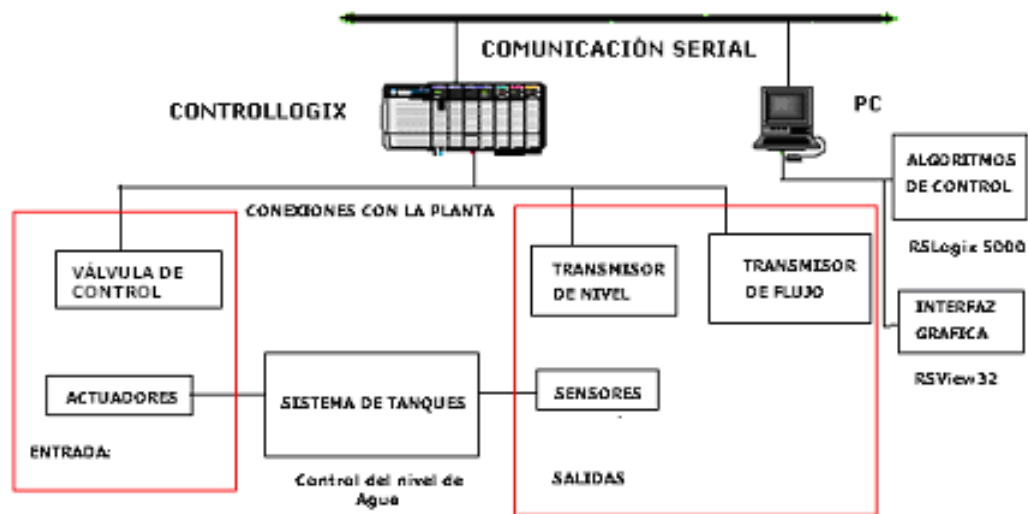 COMUNICACIÓN SERIAL
CONTROLLOGIX
PC
ALGORITMOS
DE CONTROL
RSLogix 5000
CONEXIONES CON LA PLANTA
VÁLVULA DE
CONTROL
TRANSMISOR
DE NIVEL
TRANSMISOR
DE FLUJO
INTERFAZ
GRAFICA
RSView32
ACTUADORES
SISTEMA DE TANQUES
SENSORES
ENTRADA:
Control del nivel de
Agua
SALIDAS